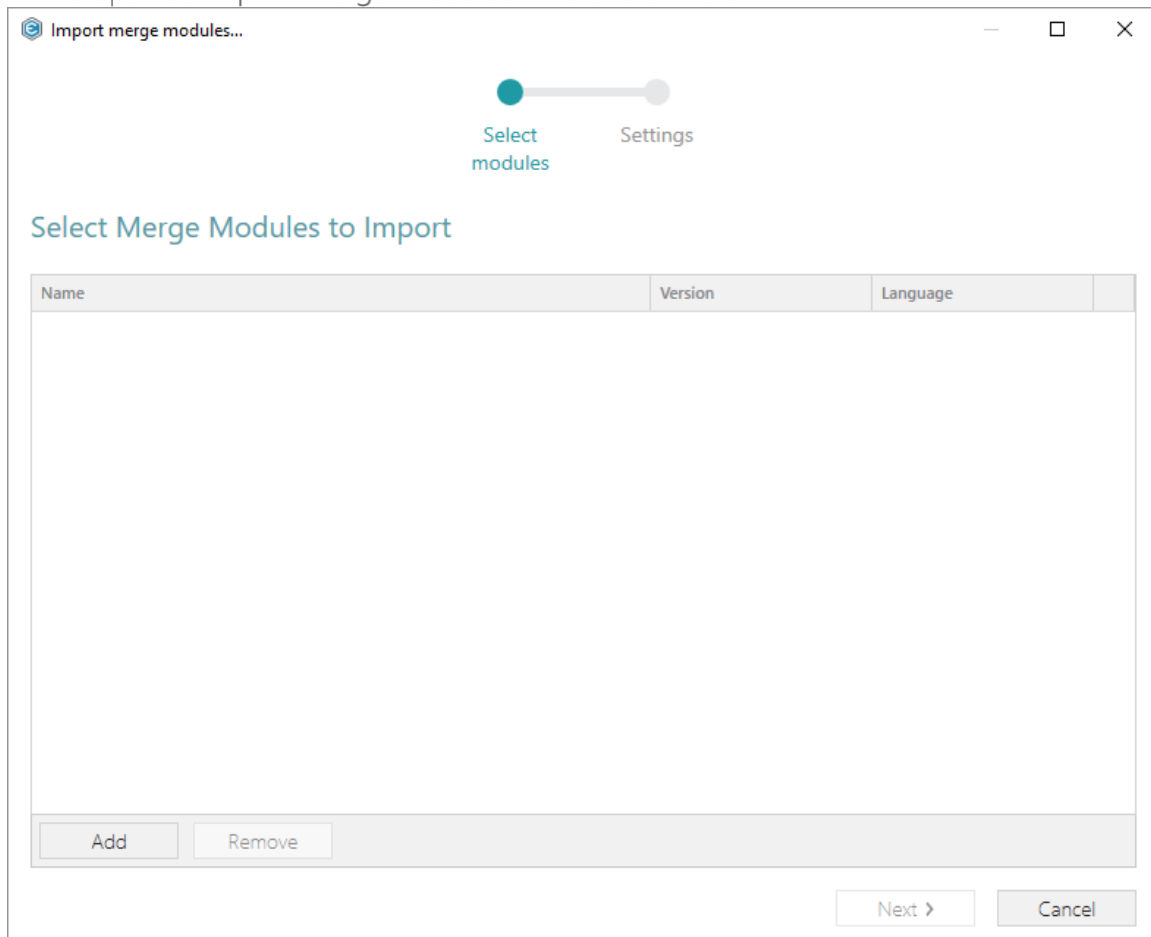 Import merge modules...
Select
modules
Settings
Select Merge Modules to Import
Name Version Language
Add Remove
Next Cancel